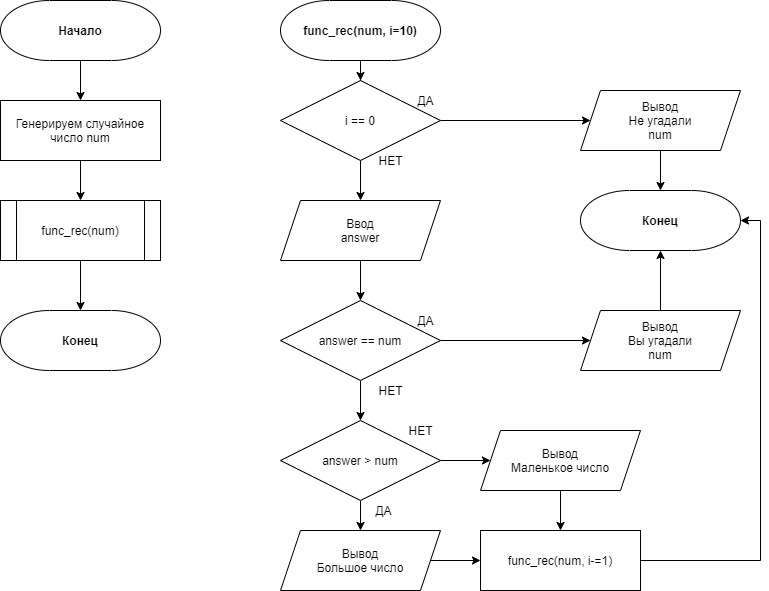 Начало
Генерируем случайное
число num
func_rec(num)
Конец
func_rec(num, i=10)
i == 0
ДА
НЕТ
Вывод
Не угадали
num
Конец
Ввод
answer
answer == num
ДА
НЕТ
Вывод
Вы угадали
num
answer > num
НЕТ
ДА
Вывод
Маленькое число
Вывод
Большое число
func_rec(num, i-=1)